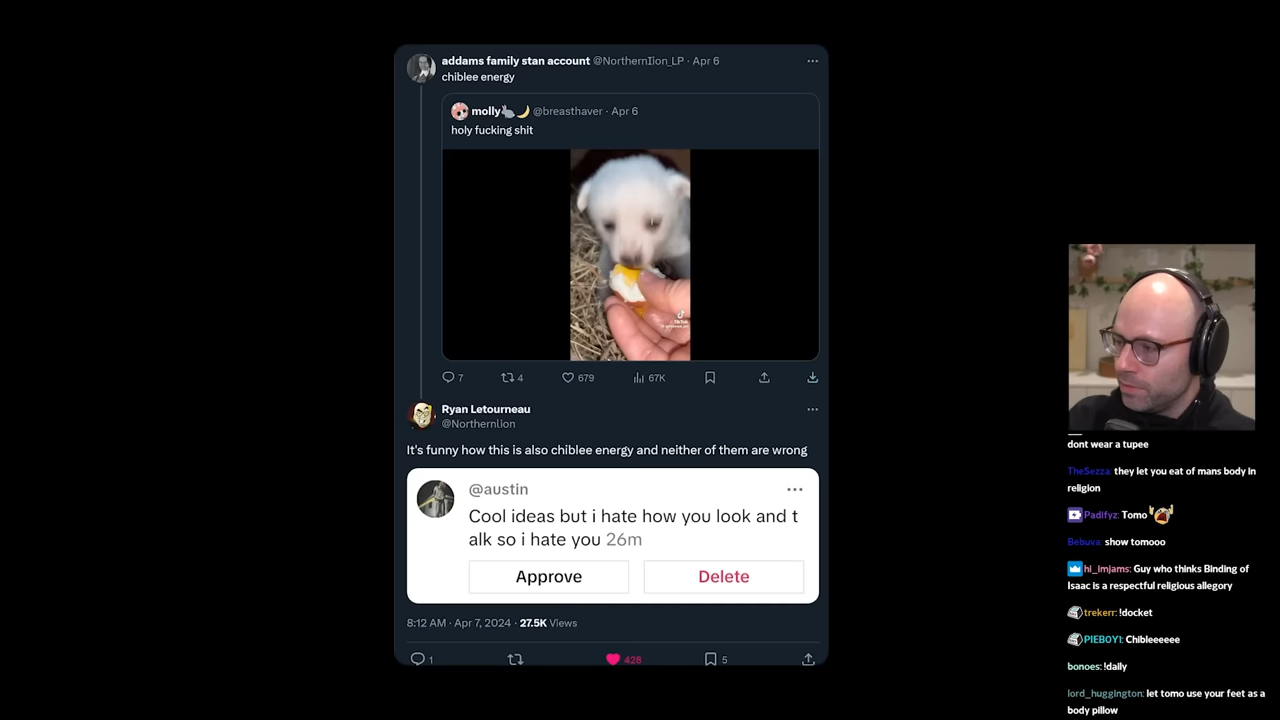 addams family stan account @NorthernIion_LP · Apr 6
chiblee energy
molly @breasthaver · Apr 6
holy fucking shit
TikTok
7 4 679 67K
Ryan Letourneau
@Northernlion
It's funny how this is also chiblee energy and neither of them are wrong
@austin
Cool ideas but i hate how you look and t
alk so i hate you 26m
Approve Delete
8:12 AM · Apr 7, 2024 · 27.5K Views
1 428 5
dont wear a tupee
TheSezza: they let you eat of mans body in
religion
Padifyz: Tomo
Belsuva: show tomooo
hi_imjams: Guy who thinks Binding of
Isaac is a respectful religious allegory
trekerr: !docket
PIEBOY!: Chibleeeeee
bonoes: !daily
lord_huggington: let tomo use your feet as a
body pillow